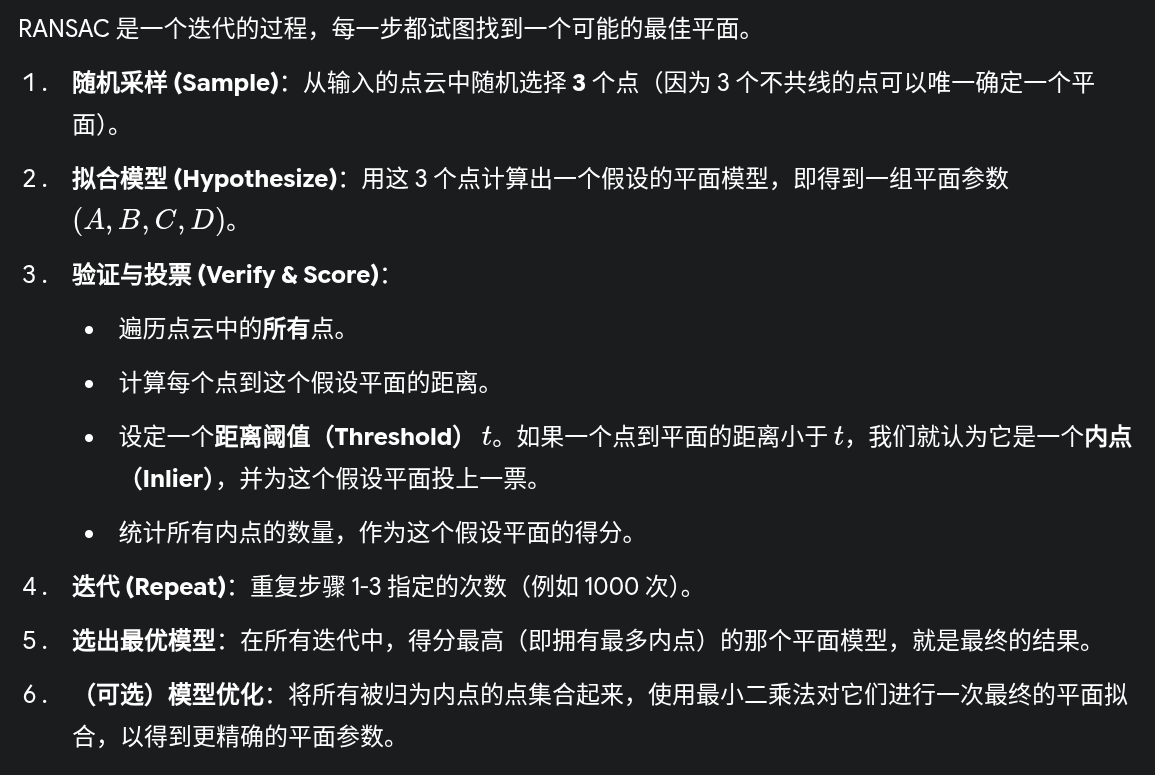 RANSAC 是一个迭代的过程，每一步都试图找到一个可能的最佳平面。
1. 随机采样 (Sample)：从输入的点云中随机选择 3 个点（因为 3 个不共线的点可以唯一确定一个平
面）。
2. 拟合模型 (Hypothesize)：用这 3 个点计算出一个假设的平面模型，即得到一组平面参数
(A, B, C, D)。
3. 验证与投票 (Verify & Score)：
• 遍历点云中的所有点。
• 计算每个点到这个假设平面的距离。
• 设定一个距离阈值（Threshold） t。如果一个点到平面的距离小于 t，我们就认为它是一个内点
（Inlier），并为这个假设平面投上一票。
• 统计所有内点的数量，作为这个假设平面的得分。
4. 迭代 (Repeat)：重复步骤 1-3 指定的次数（例如 1000 次）。
5. 选出最优模型：在所有迭代中，得分最高（即拥有最多内点）的那个平面模型，就是最终的结果。
6. （可选）模型优化：将所有被归为内点的点集合起来，使用最小二乘法对它们进行一次最终的平面拟
合，以得到更精确的平面参数。